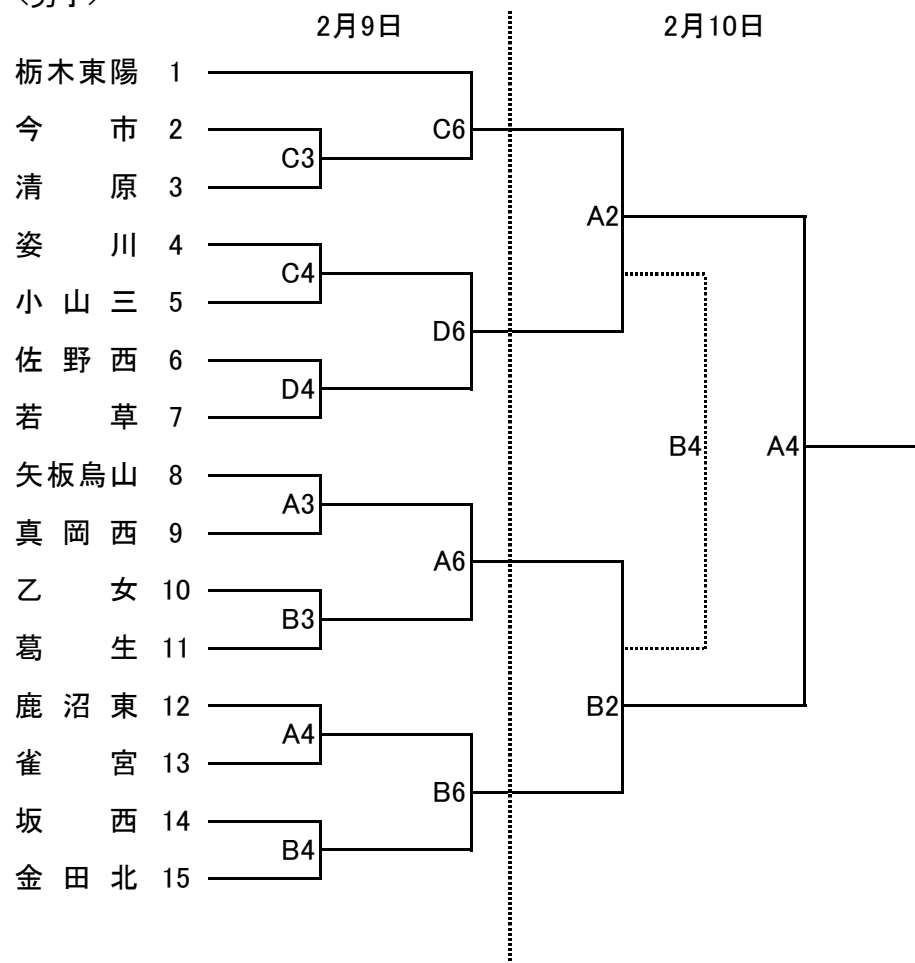 〈男子〉
2月9日 2月10日
栃木東陽 1
C6
今市 2
C3
清原 3
A2
姿川 4
C4
小山三 5
D6
佐野西 6
D4
若草 7
B4 A4
矢板烏山 8
A3
真岡西 9
A6
乙女 10
B3
葛生 11
鹿沼東 12
B2
A4
雀宮 13
B6
坂西 14
B4
金田北 15